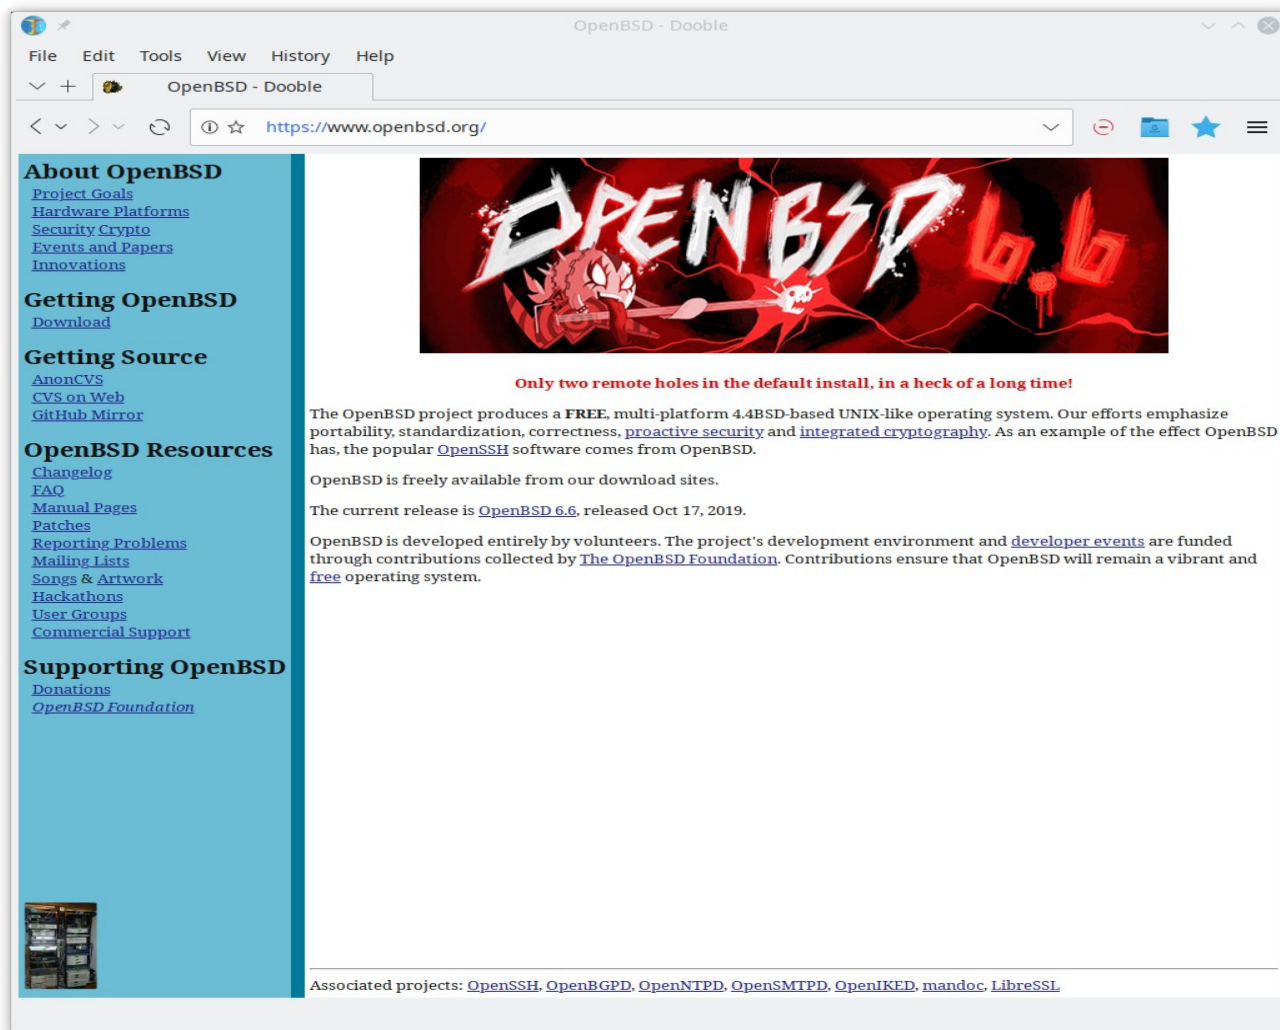 OpenBSD - Dooble
File Edit Tools View History Help
OpenBSD - Dooble
https://www.openbsd.org/
About OpenBSD
Project Goals
Hardware Platforms
Security Crypto
Events and Papers
Innovations
Getting OpenBSD
Download
Getting Source
AnonCVS
CVS on Web
GitHub Mirror
OpenBSD Resources
Changelog
FAQ
Manual Pages
Patches
Reporting Problems
Mailing Lists
Songs & Artwork
Hackathons
User Groups
Commercial Support
Supporting OpenBSD
Donations
OpenBSD Foundation
OPENBSD 6.6
Only two remote holes in the default install, in a heck of a long time!
The OpenBSD project produces a FREE, multi-platform 4.4BSD-based UNIX-like operating system. Our efforts emphasize
portability, standardization, correctness, proactive security and integrated cryptography. As an example of the effect OpenBSD
has, the popular OpenSSH software comes from OpenBSD.
OpenBSD is freely available from our download sites.
The current release is OpenBSD 6.6, released Oct 17, 2019.
OpenBSD is developed entirely by volunteers. The project's development environment and developer events are funded
through contributions collected by The OpenBSD Foundation. Contributions ensure that OpenBSD will remain a vibrant and
free operating system.
Associated projects: OpenSSH, OpenBGPD, OpenNTPD, OpenSMTPD, OpenIKED, mandoc, LibreSSL